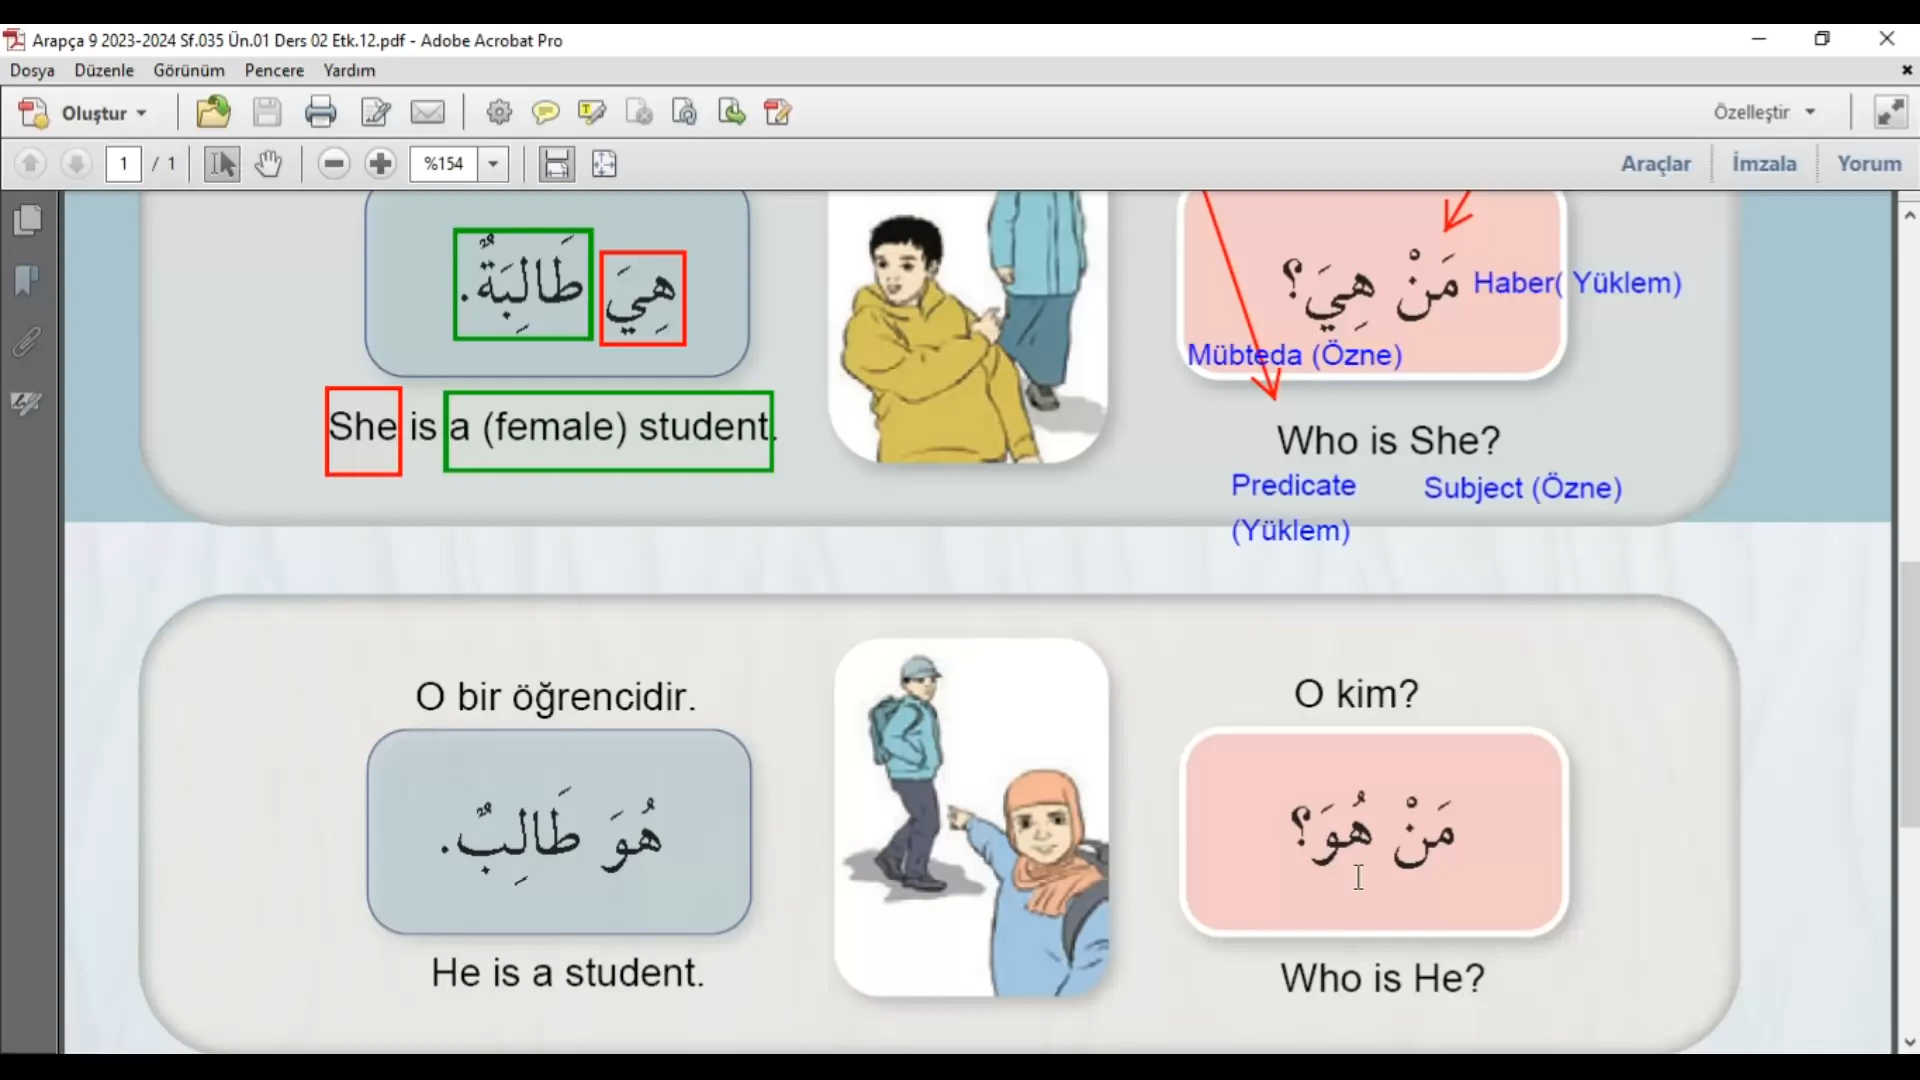 Arapça 9 2023-2024 Sf.035 Ün.01 Ders 02 Etk.12.pdf - Adobe Acrobat Pro
Dosya Düzenle Görünüm Pencere Yardım
Oluştur Özelleştir
1 / 1 %154 Araçlar İmzala Yorum
مَنْ هِيَ؟
Haber( Yüklem)
Mübteda (Özne)
Who is She?
Predicate Subject (Özne)
(Yüklem)
هِيَ طَالِبَةٌ.
She is a (female) student.
O kim?
مَنْ هُوَ؟
Who is He?
O bir öğrencidir.
هُوَ طَالِبٌ.
He is a student.